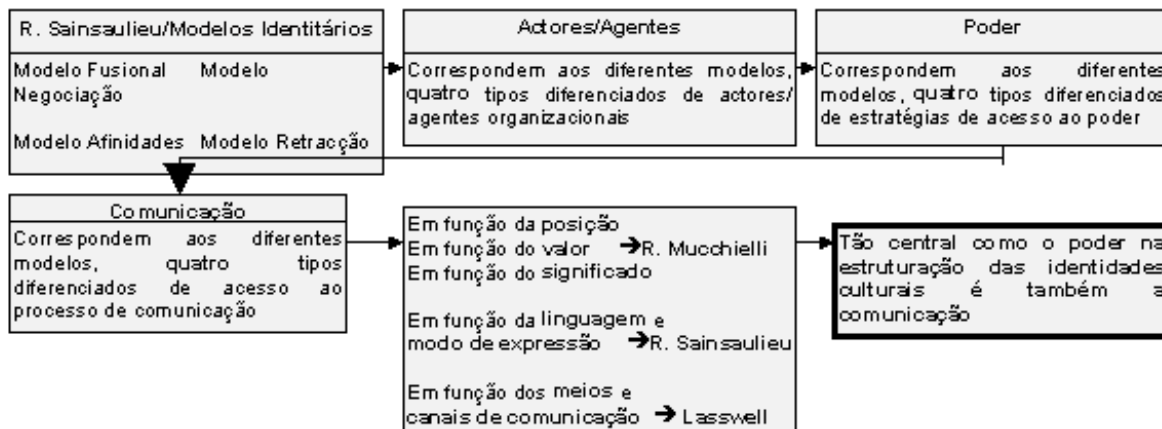 R. Sainsaulieu/Modelos Identitários
Modelo Fusional Modelo
Negociação
Modelo Afinidades Modelo Retracção
Actores/Agentes
Correspondem aos diferentes modelos,
quatro tipos diferenciados de actores/
agentes organizacionais
Poder
Correspondem aos diferentes
modelos, quatro tipos diferenciados
de estratégias de acesso ao poder
Comunicação
Correspondem aos diferentes
modelos, quatro tipos
diferenciados de acesso ao
processo de comunicação
Em função da posição
Em função do valor ➔R. Mucchielli
Em função do significado
Em função da linguagem e
modo de expressão ➔R. Sainsaulieu
Em função dos meios e
canais de comunicação ➔ Lasswell
Tão central como o poder na
estruturação das identidades
culturais é também a
comunicação